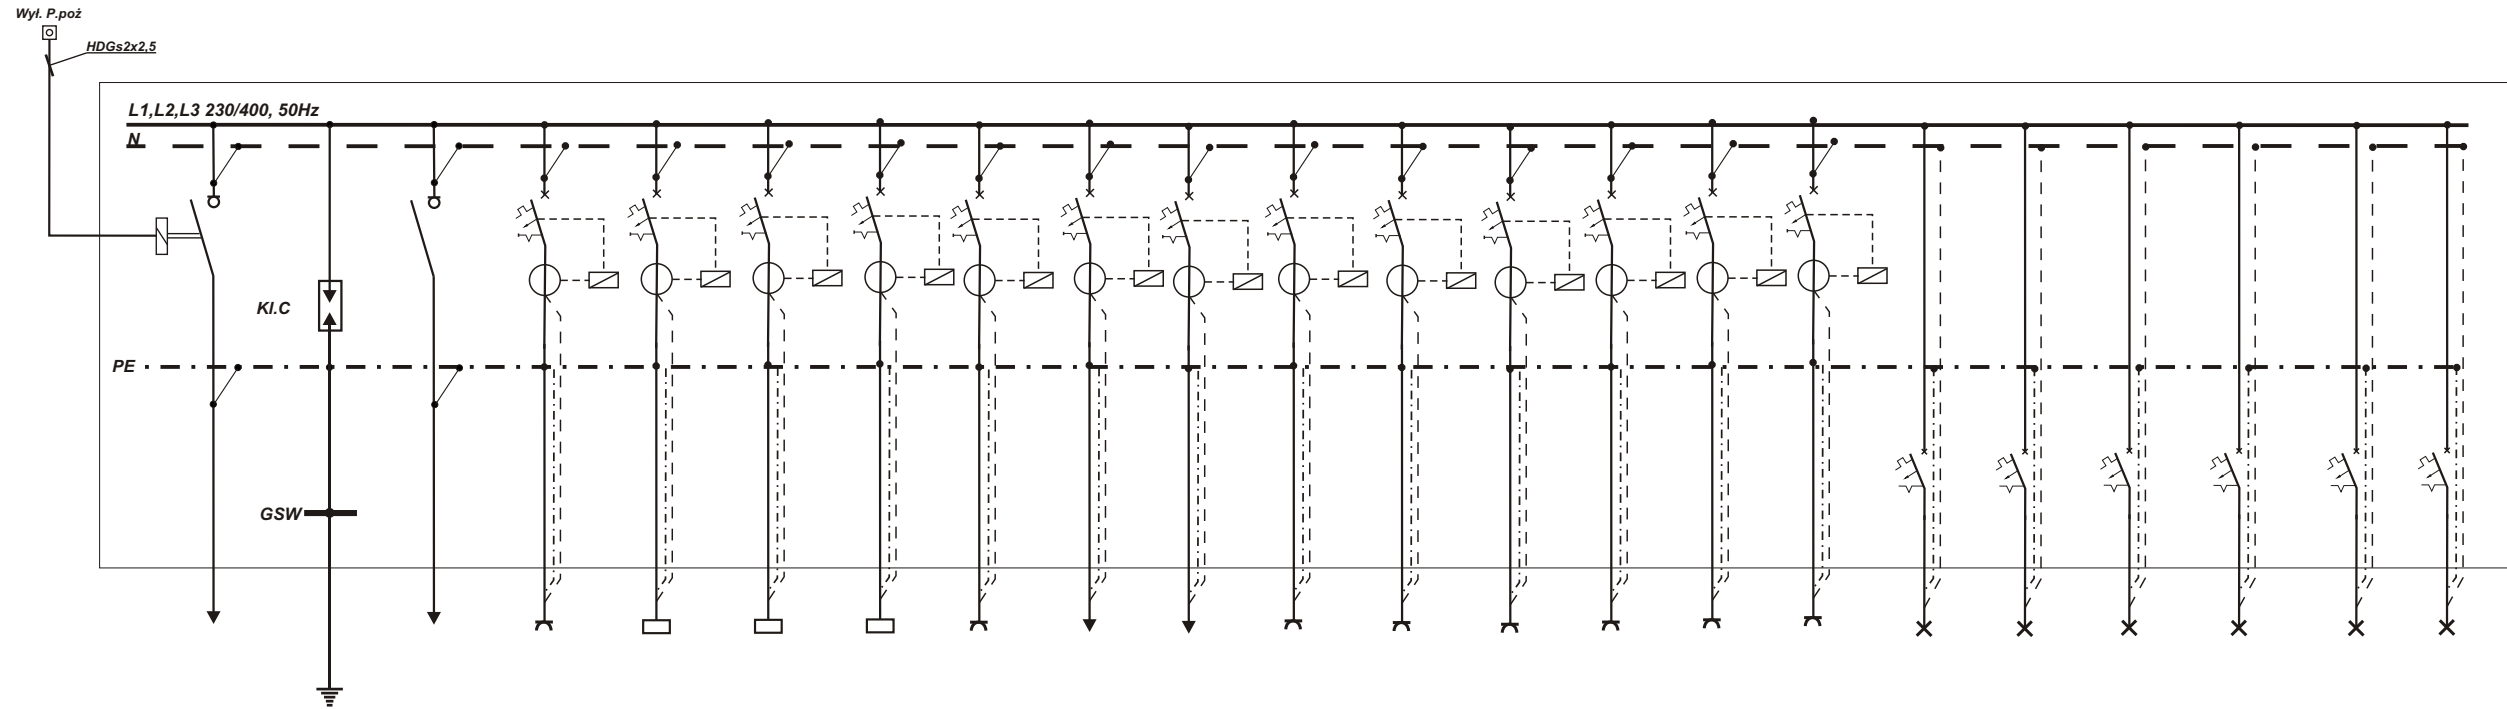 Wył. P.poż
HDGs2x2,5
L1,L2,L3 230/400, 50Hz
N
Kl.C
PE
GSW